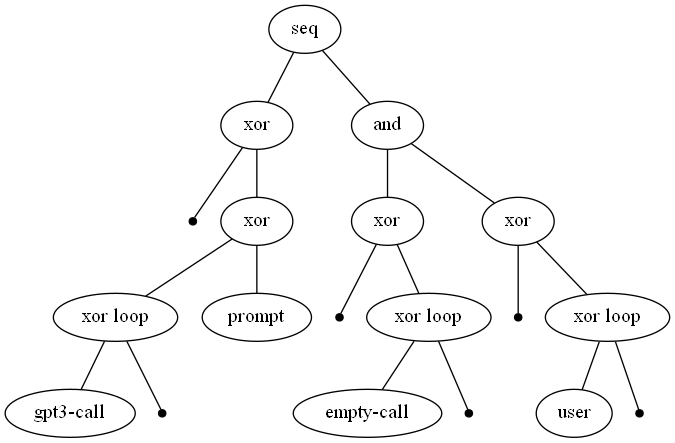 seq
xor
and
xor
xor
xor
xor loop
prompt
xor loop
xor loop
gpt3-call
empty-call
user